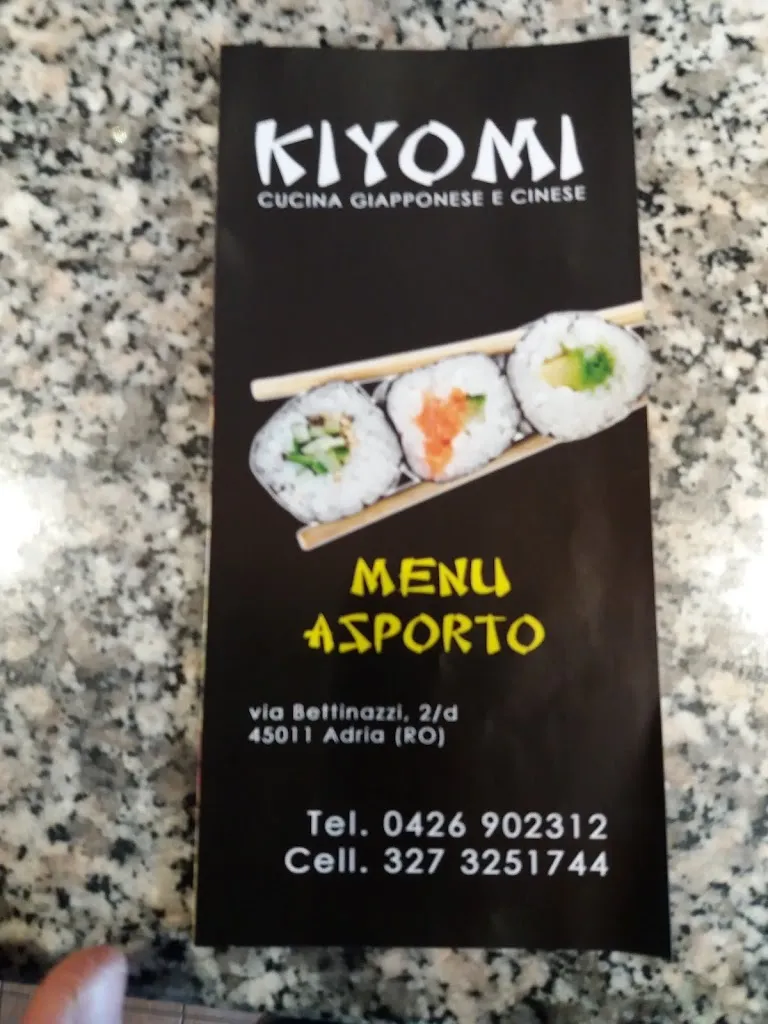 KIYOMI
CUCINA GIAPPONESE E CINESE
MENU
ASPORTO
via Bettinazzi, 2/d
45011 Adria (RO)
Tel. 0426 902312
Cell. 327 3251744